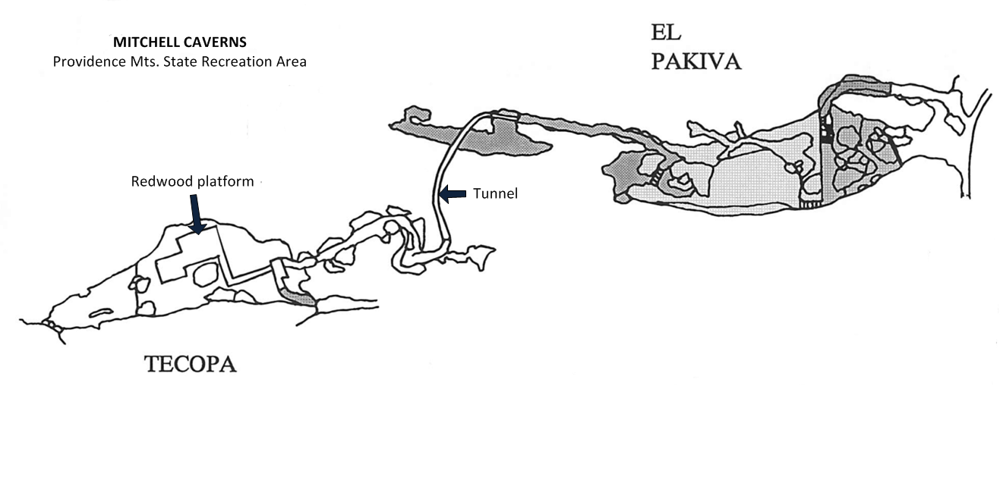 MITCHELL CAVERNS
Providence Mts. State Recreation Area
EL
PAKIVA
Redwood platform
Tunnel
TECOPA